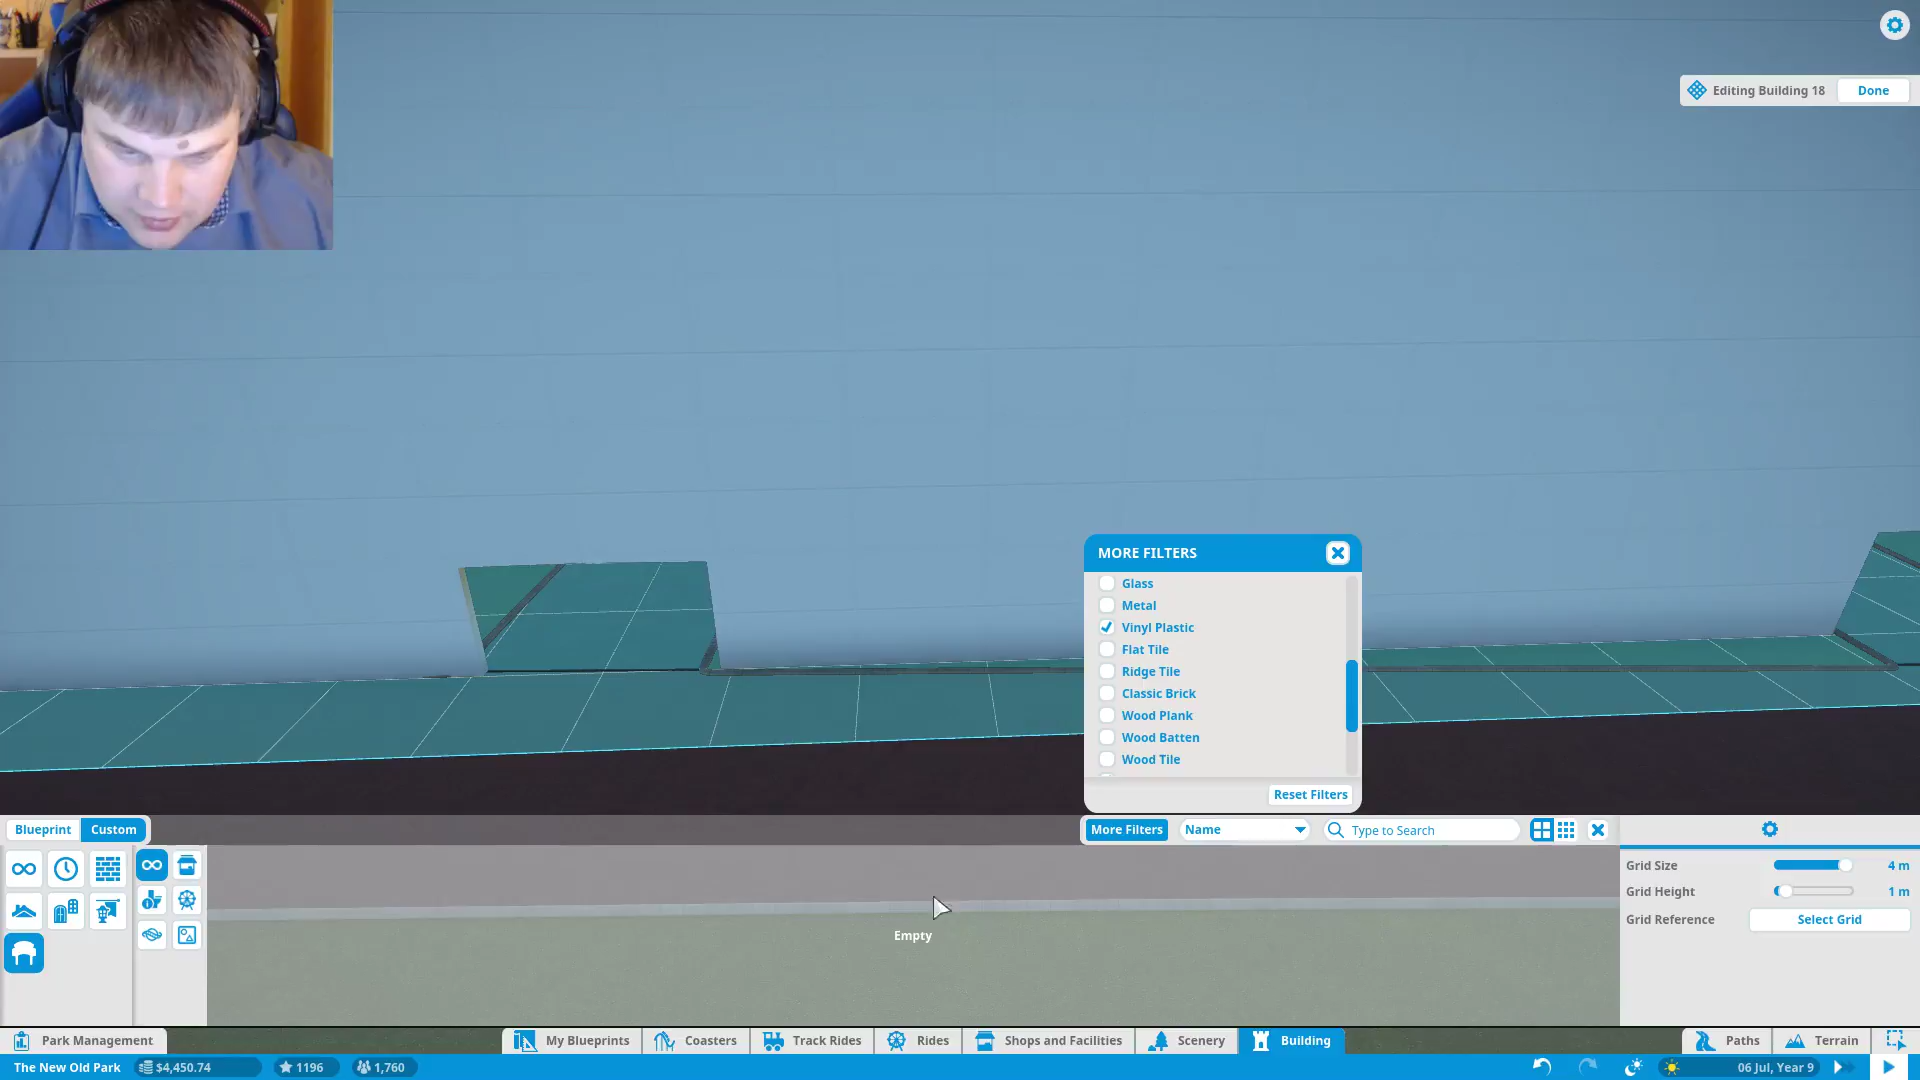 Editing Building 18
Done
MORE FILTERS
Glass
Metal
Vinyl Plastic
Flat Tile
Ridge Tile
Classic Brick
Wood Plank
Wood Batten
Wood Tile
Reset Filters
Blueprint
Custom
More Filters
Name
Type to Search
Grid Size
4 m
Grid Height
1 m
Grid Reference
Select Grid
Empty
Park Management
My Blueprints
Coasters
Track Rides
Rides
Shops and Facilities
Scenery
Building
Paths
Terrain
The New Old Park
$4,450.74
1196
1,760
06 Jul, Year 9